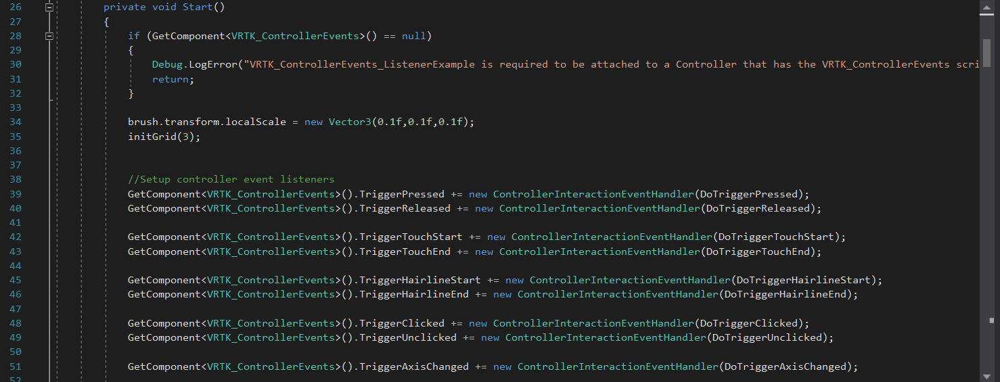 26 private void Start()
27 {
28 if (GetComponent<VRTK_ControllerEvents>() == null)
29 {
30 Debug.LogError("VRTK_ControllerEvents_ListenerExample is required to be attached to a Controller that has the VRTK_ControllerEvents scri
31 return;
32 }
33
34 brush.transform.localScale = new Vector3(0.1f,0.1f,0.1f);
35 initGrid(3);
36
37
38 //Setup controller event listeners
39 GetComponent<VRTK_ControllerEvents>().TriggerPressed += new ControllerInteractionEventHandler(DoTriggerPressed);
40 GetComponent<VRTK_ControllerEvents>().TriggerReleased += new ControllerInteractionEventHandler(DoTriggerReleased);
41
42 GetComponent<VRTK_ControllerEvents>().TriggerTouchStart += new ControllerInteractionEventHandler(DoTriggerTouchStart);
43 GetComponent<VRTK_ControllerEvents>().TriggerTouchEnd += new ControllerInteractionEventHandler(DoTriggerTouchEnd);
44
45 GetComponent<VRTK_ControllerEvents>().TriggerHairlineStart += new ControllerInteractionEventHandler(DoTriggerHairlineStart);
46 GetComponent<VRTK_ControllerEvents>().TriggerHairlineEnd += new ControllerInteractionEventHandler(DoTriggerHairlineEnd);
47
48 GetComponent<VRTK_ControllerEvents>().TriggerClicked += new ControllerInteractionEventHandler(DoTriggerClicked);
49 GetComponent<VRTK_ControllerEvents>().TriggerUnclicked += new ControllerInteractionEventHandler(DoTriggerUnclicked);
50
51 GetComponent<VRTK_ControllerEvents>().TriggerAxisChanged += new ControllerInteractionEventHandler(DoTriggerAxisChanged);
52